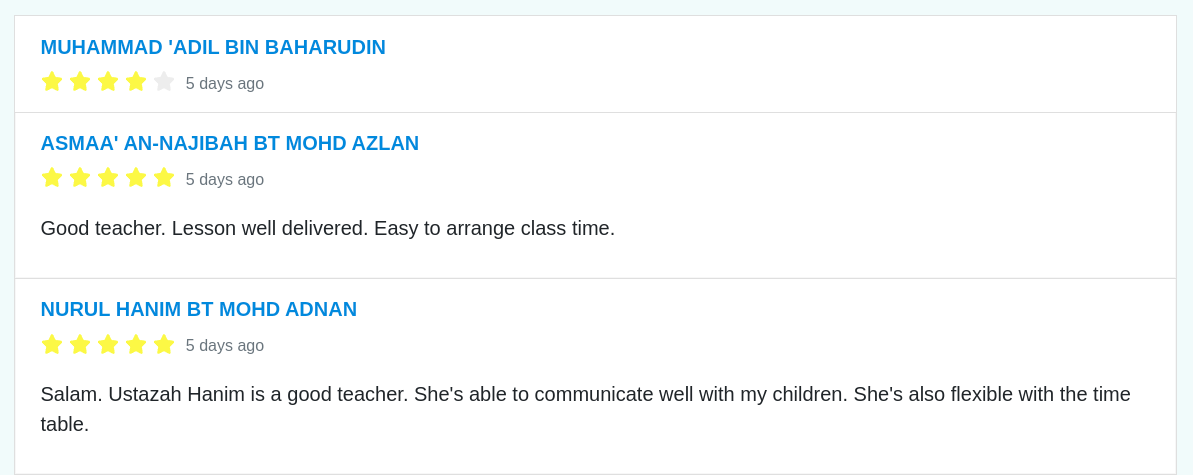 MUHAMMAD 'ADIL BIN BAHARUDIN
5 days ago
ASMAA' AN-NAJIBAH BT MOHD AZLAN
5 days ago
Good teacher. Lesson well delivered. Easy to arrange class time.
NURUL HANIM BT MOHD ADNAN
5 days ago
Salam. Ustazah Hanim is a good teacher. She's able to communicate well with my children. She's also flexible with the time
table.